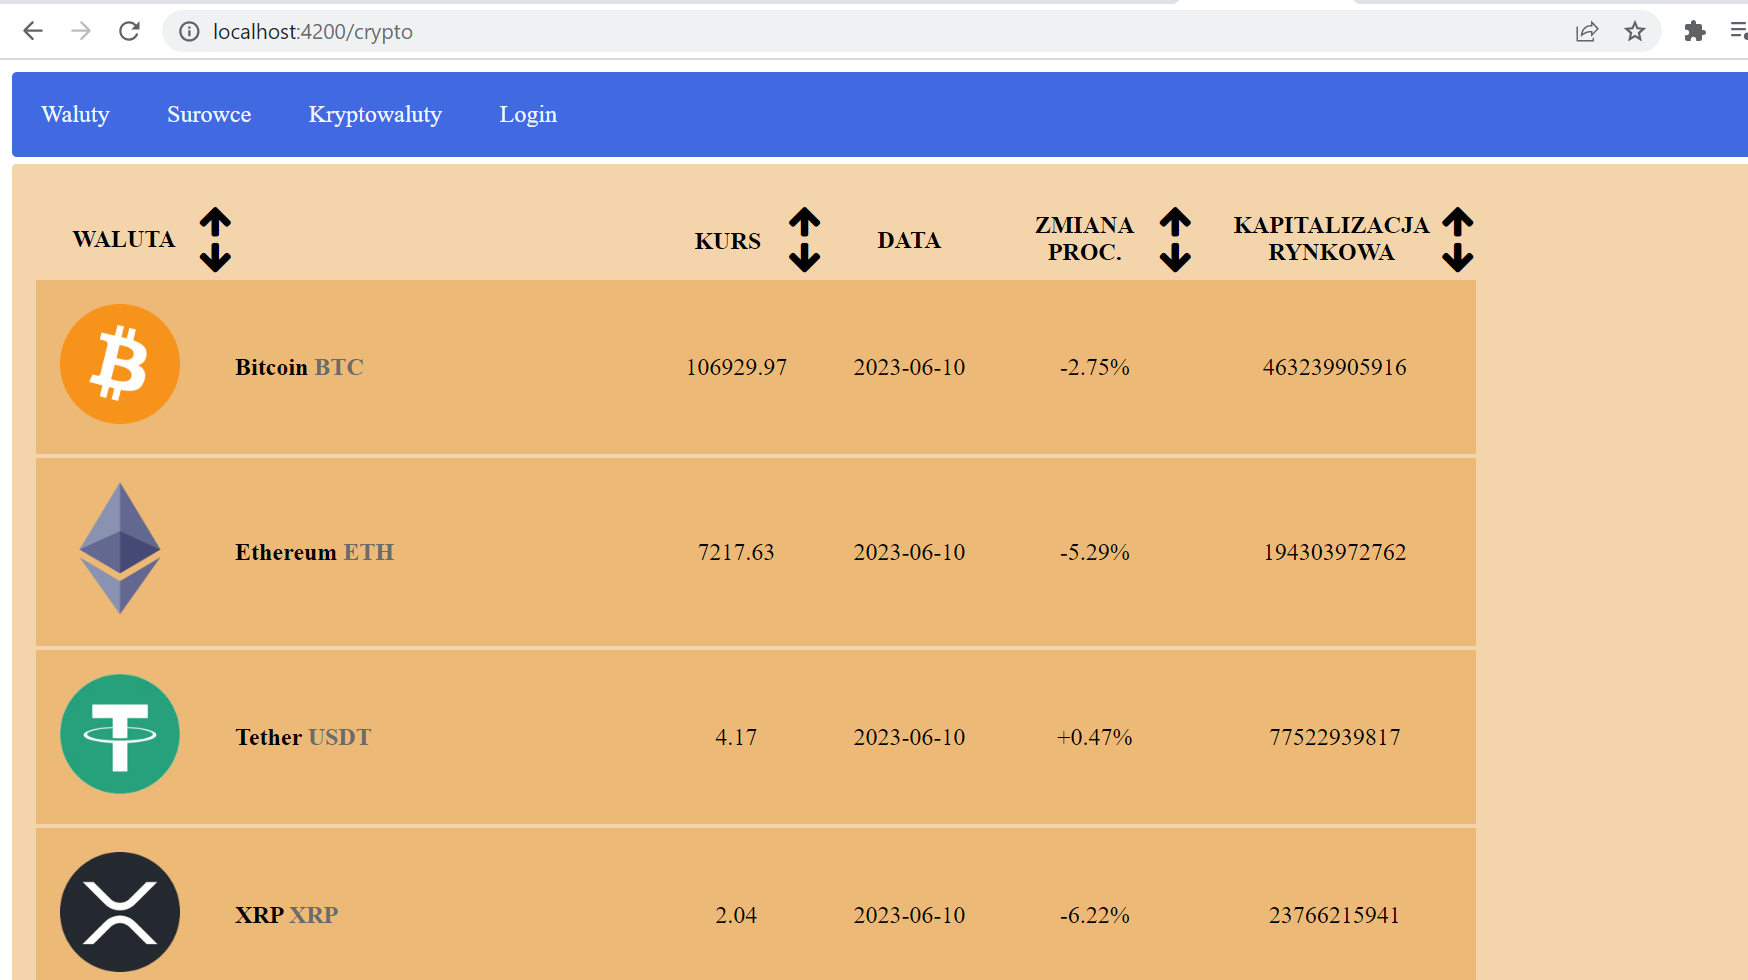 localhost:4200/crypto
Waluty Surowce Kryptowaluty Login
WALUTA KURS DATA ZMIANA PROC. KAPITALIZACJA RYNKOWA
Bitcoin BTC 106929.97 2023-06-10 -2.75% 463239905916
Ethereum ETH 7217.63 2023-06-10 -5.29% 194303972762
Tether USDT 4.17 2023-06-10 +0.47% 77522939817
XRP XRP 2.04 2023-06-10 -6.22% 23766215941